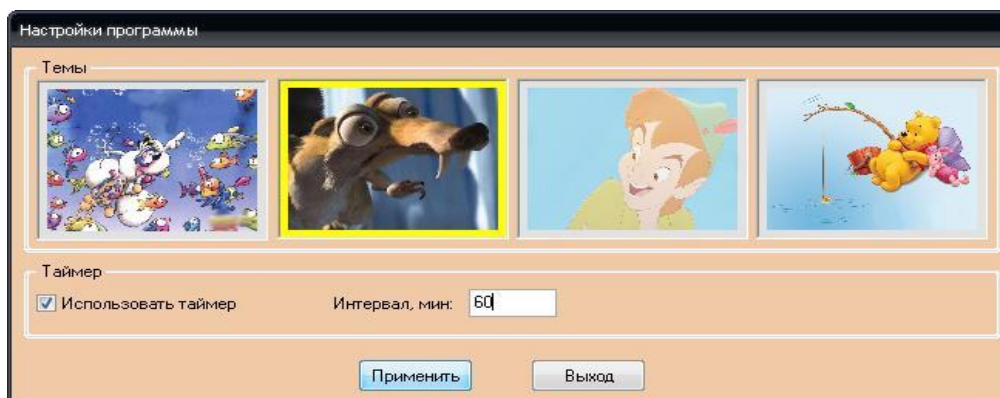 Настройки программы
Темы
Таймер
Использовать таймер Интервал, мин: 60
Применить Выход